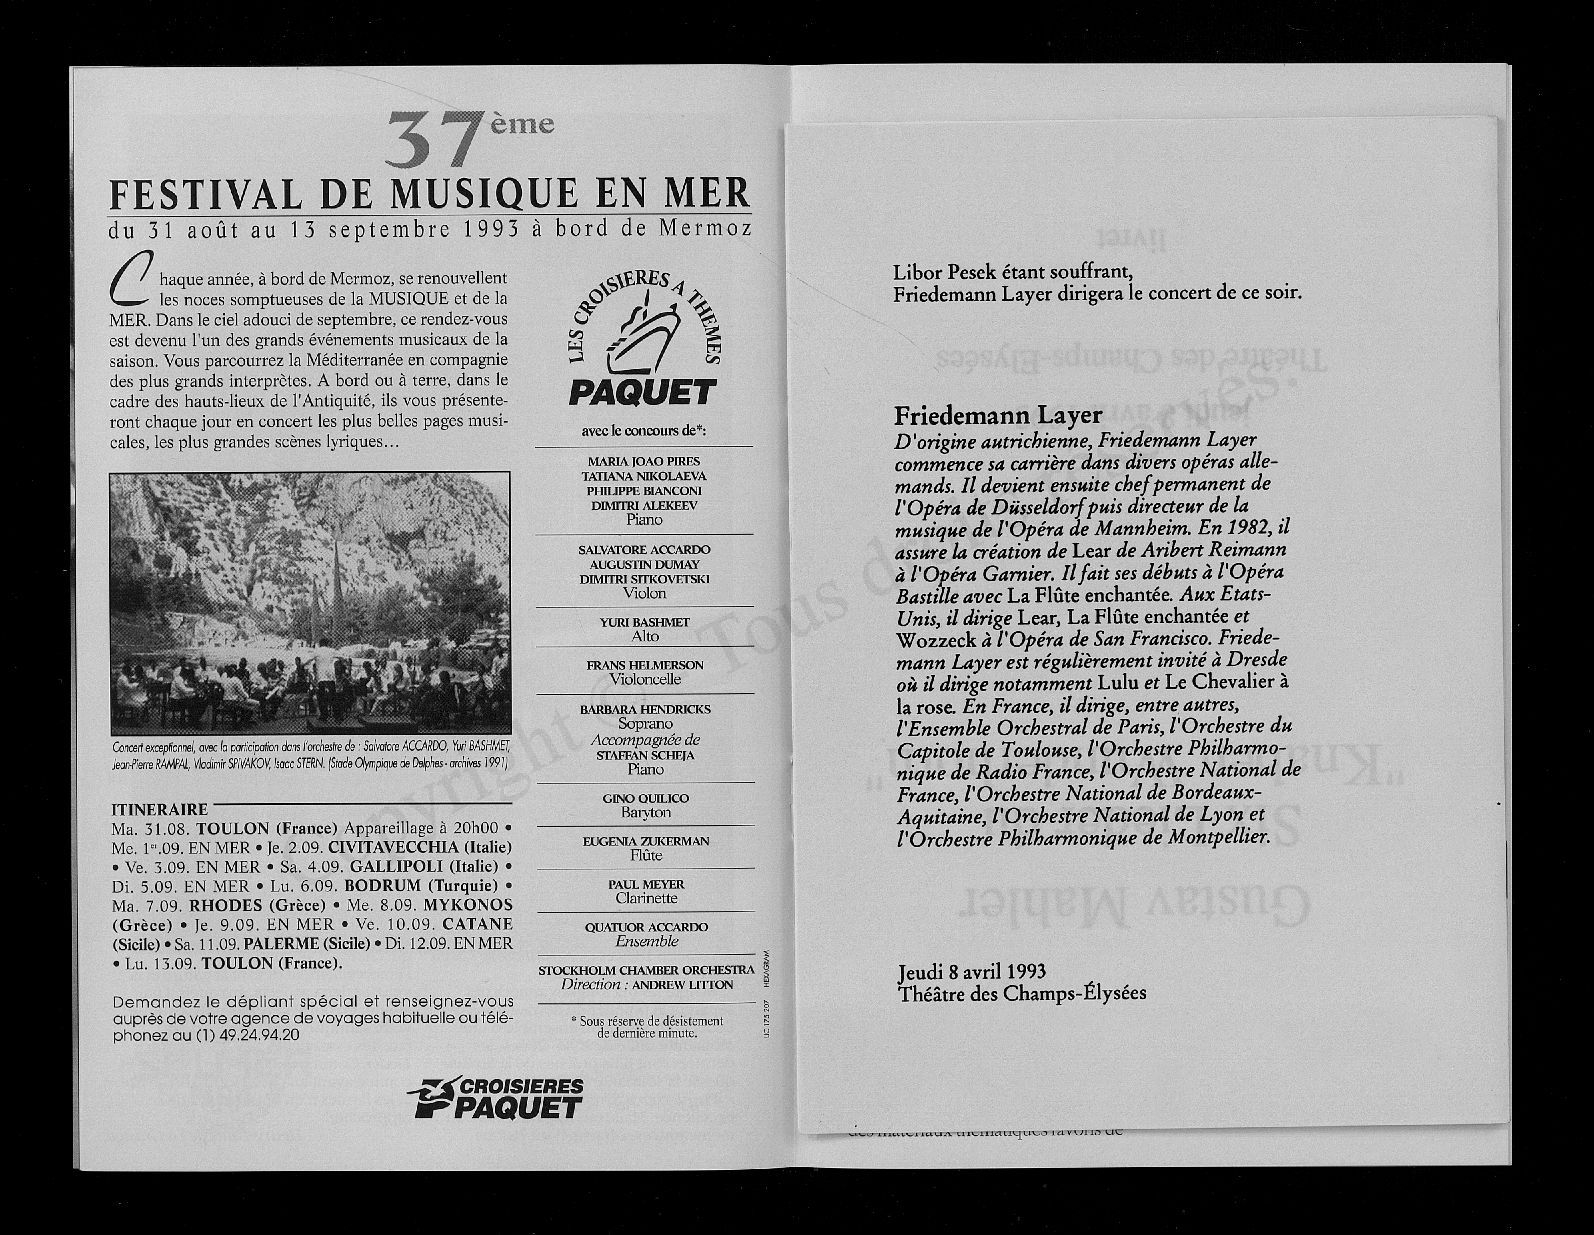 37ème
FESTIVAL DE MUSIQUE EN MER
du 31 août au 13 septembre 1993 à bord de Mermoz
Chaque année, à bord de Mermoz, se renouvellent
les noces somptueuses de la MUSIQUE et de la
MER. Dans le ciel adouci de septembre, ce rendez-vous
est devenu l'un des grands événements musicaux de la
saison. Vous parcourrez la Méditerranée en compagnie
des plus grands interprètes. A bord ou à terre, dans le
cadre des hauts-lieux de l'Antiquité, ils vous présente-
ront chaque jour en concert les plus belles pages musi-
cales, les plus grandes scènes lyriques...
Concert exceptionnel, avec la participation dans l'orchestre de : Salvatore ACCARDO, Yuri BASHMET,
Jean-Pierre RAMPAL, Vladimir SPIVAKOV, Isaac STERN. (Stade Olympique de Delphes - archives 1991)
ITINERAIRE
Ma. 31.08. TOULON (France) Appareillage à 20h00 •
Me. 1er.09. EN MER • Je. 2.09. CIVITAVECCHIA (Italie)
• Ve. 3.09. EN MER • Sa. 4.09. GALLIPOLI (Italie) •
Di. 5.09. EN MER • Lu. 6.09. BODRUM (Turquie) •
Ma. 7.09. RHODES (Grèce) • Me. 8.09. MYKONOS
(Grèce) • Je. 9.09. EN MER • Ve. 10.09. CATANE
(Sicile) • Sa. 11.09. PALERME (Sicile) • Di. 12.09. EN MER
• Lu. 13.09. TOULON (France).
Demandez le dépliant spécial et renseignez-vous
auprès de votre agence de voyages habituelle ou télé-
phonez au (1) 49.24.94.20
LES CROISIERES A THEMES
PAQUET
avec le concours de*:
MARIA JOAO PIRES
TATIANA NIKOLAEVA
PHILIPPE BIANCONI
DIMITRI ALEKEEV
Piano
SALVATORE ACCARDO
AUGUSTIN DUMAY
DIMITRI SITKOVETSKI
Violon
YURI BASHMET
Alto
FRANS HELMERSON
Violoncelle
BARBARA HENDRICKS
Soprano
Accompagnée de
STAFFAN SCHEJA
Piano
GINO QUILICO
Baryton
EUGENIA ZUKERMAN
Flûte
PAUL MEYER
Clarinette
QUATUOR ACCARDO
Ensemble
STOCKHOLM CHAMBER ORCHESTRA
Direction : ANDREW LITTON
* Sous réserve de désistement
de dernière minute.
HEXAGRAM
CROISIERES
PAQUET
Libor Pesek étant souffrant,
Friedemann Layer dirigera le concert de ce soir.
Friedemann Layer
D'origine autrichienne, Friedemann Layer
commence sa carrière dans divers opéras alle-
mands. Il devient ensuite chef permanent de
l'Opéra de Düsseldorf puis directeur de la
musique de l'Opéra de Mannheim. En 1982, il
assure la création de Lear de Aribert Reimann
à l'Opéra Garnier. Il fait ses débuts à l'Opéra
Bastille avec La Flûte enchantée. Aux Etats-
Unis, il dirige Lear, La Flûte enchantée et
Wozzeck à l'Opéra de San Francisco. Friede-
mann Layer est régulièrement invité à Dresde
où il dirige notamment Lulu et Le Chevalier à
la rose. En France, il dirige, entre autres,
l'Ensemble Orchestral de Paris, l'Orchestre du
Capitole de Toulouse, l'Orchestre Philharmo-
nique de Radio France, l'Orchestre National de
France, l'Orchestre National de Bordeaux-
Aquitaine, l'Orchestre National de Lyon et
l'Orchestre Philharmonique de Montpellier.
Jeudi 8 avril 1993
Théâtre des Champs-Élysées
des matériaux thématiques favoris de